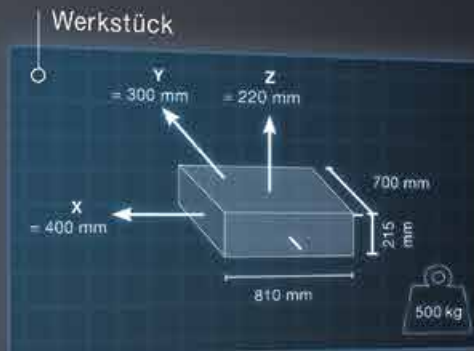 Werkstück
Y
= 300 mm
Z
= 220 mm
X
= 400 mm
700 mm
215
mm
810 mm
500 kg